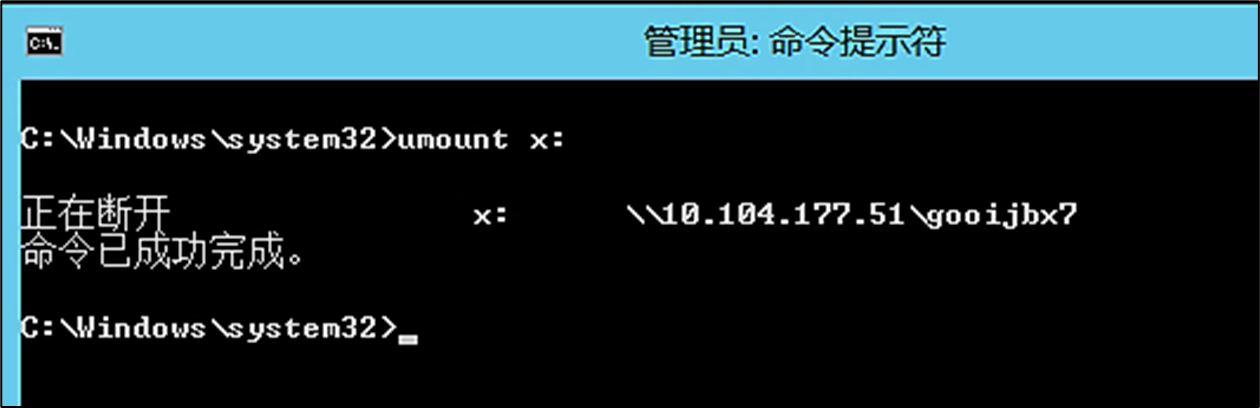 管理员: 命令提示符
C:\Windows\system32>umount x:
正在断开 x: \\10.104.177.51\gooijbx7
命令已成功完成。
C:\Windows\system32>_